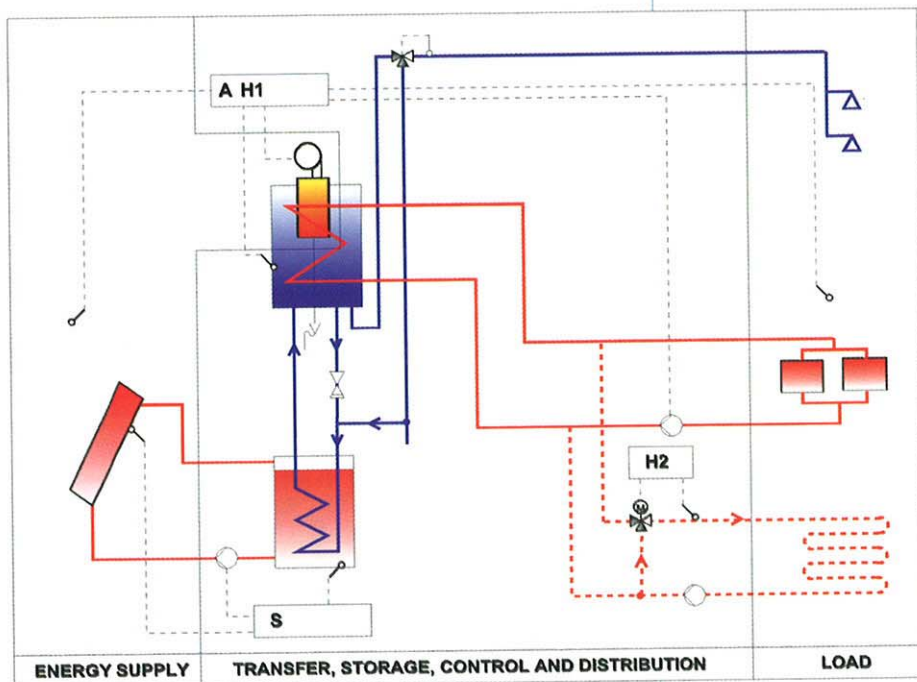 A H1
H2
M
S
ENERGY SUPPLY
TRANSFER, STORAGE, CONTROL AND DISTRIBUTION
LOAD